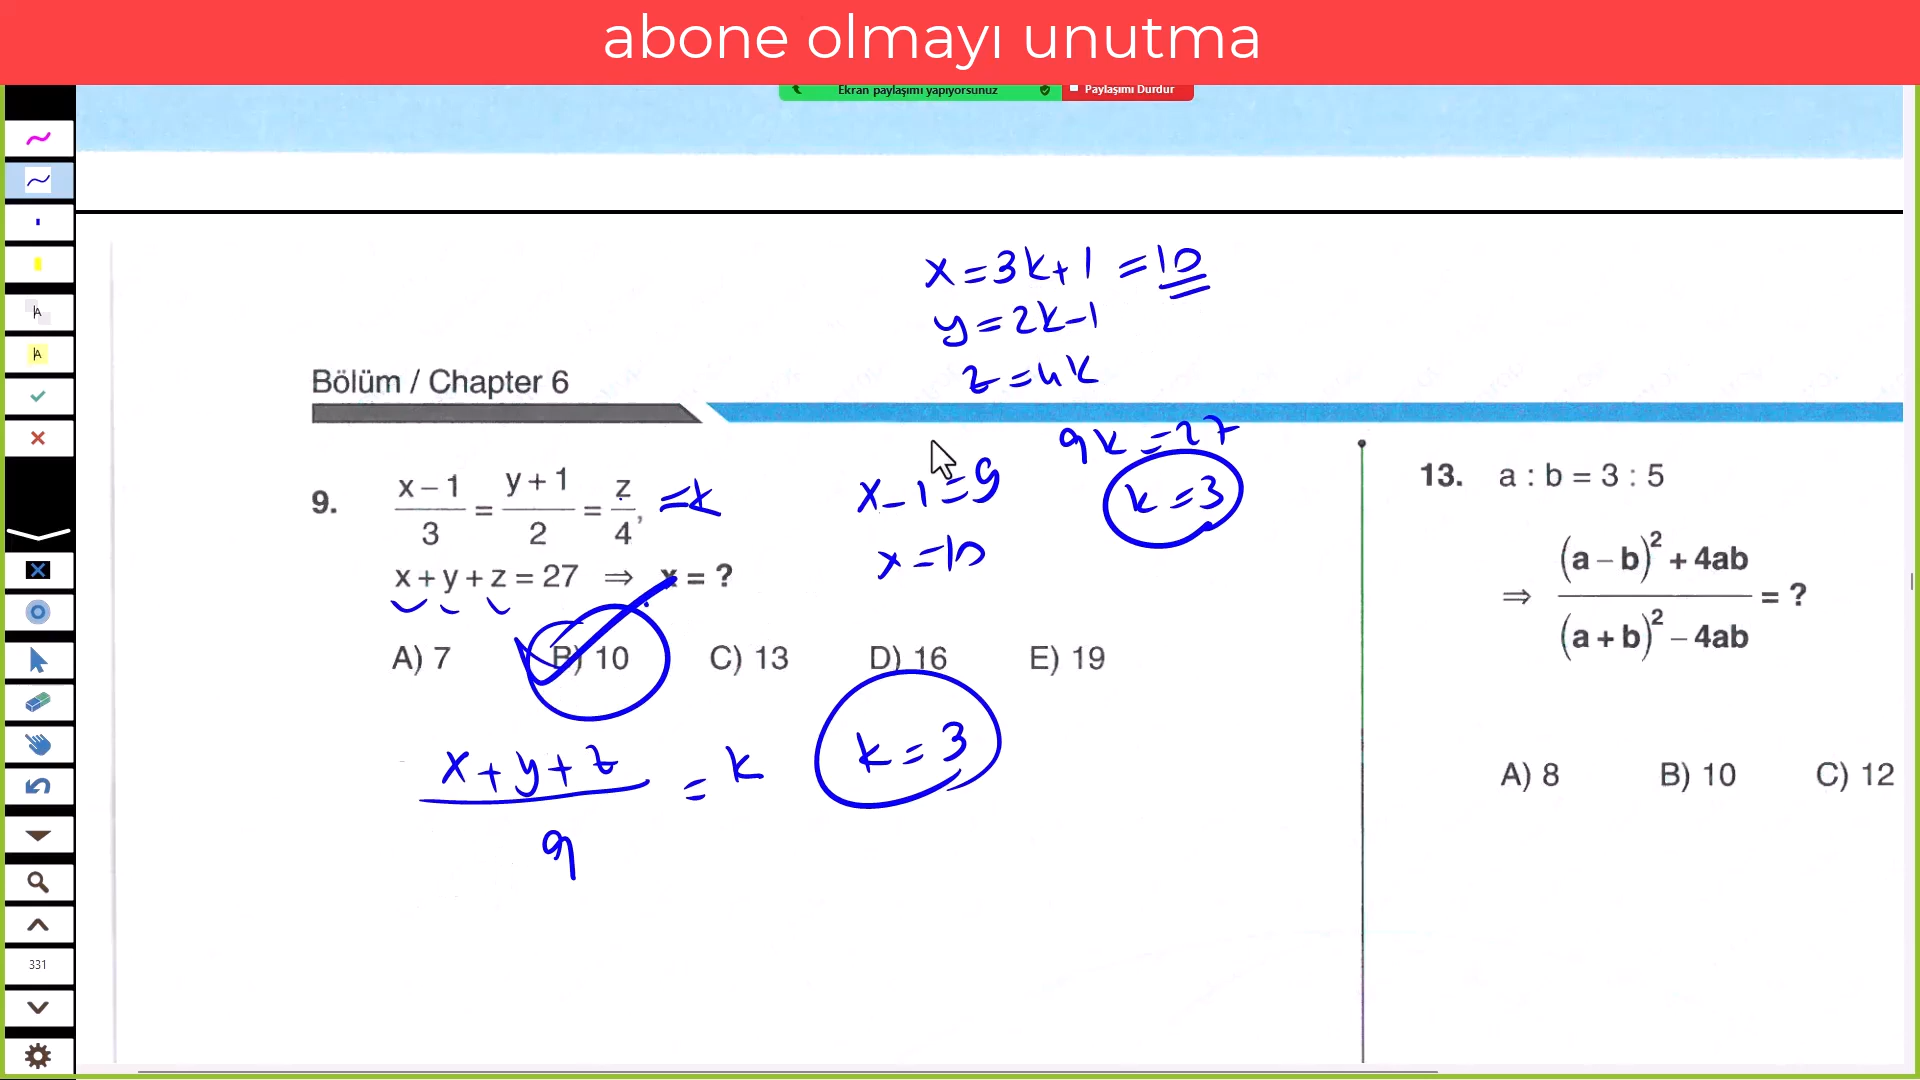 abone olmayı unutma
Ekran paylaşımı yapıyorsunuz
Paylaşımı Durdur
x = 3k+1 = 10
y = 2k-1
z = 4k
Bölüm / Chapter 6
9k = 27
k = 3
x-1 = 9
x = 10
9. (x – 1)/3 = (y + 1)/2 = z/4, = k
x + y + z = 27 ⇒ x = ?
A) 7 B) 10 C) 13 D) 16 E) 19
(x+y+z)/9 = k
k = 3
13. a : b = 3 : 5
⇒ ((a – b)² + 4ab)/((a + b)² – 4ab) = ?
A) 8 B) 10 C) 12
331